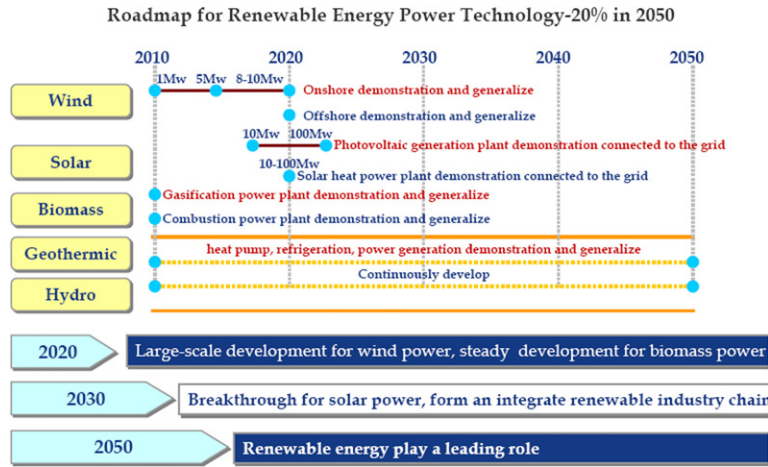 Roadmap for Renewable Energy Power Technology-20% in 2050
2010 2020 2030 2040 2050
1Mw 5Mw 8-10Mw
Wind
Onshore demonstration and generalize
Offshore demonstration and generalize
10Mw 100Mw
Photovoltaic generation plant demonstration connected to the grid
Solar
10-100Mw
Solar heat power plant demonstration connected to the grid
Gasification power plant demonstration and generalize
Biomass
Combustion power plant demonstration and generalize
Geothermic
heat pump, refrigeration, power generation demonstration and generalize
Continuously develop
Hydro
2020 Large-scale development for wind power, steady development for biomass power
2030 Breakthrough for solar power, form an integrate renewable industry chain
2050 Renewable energy play a leading role